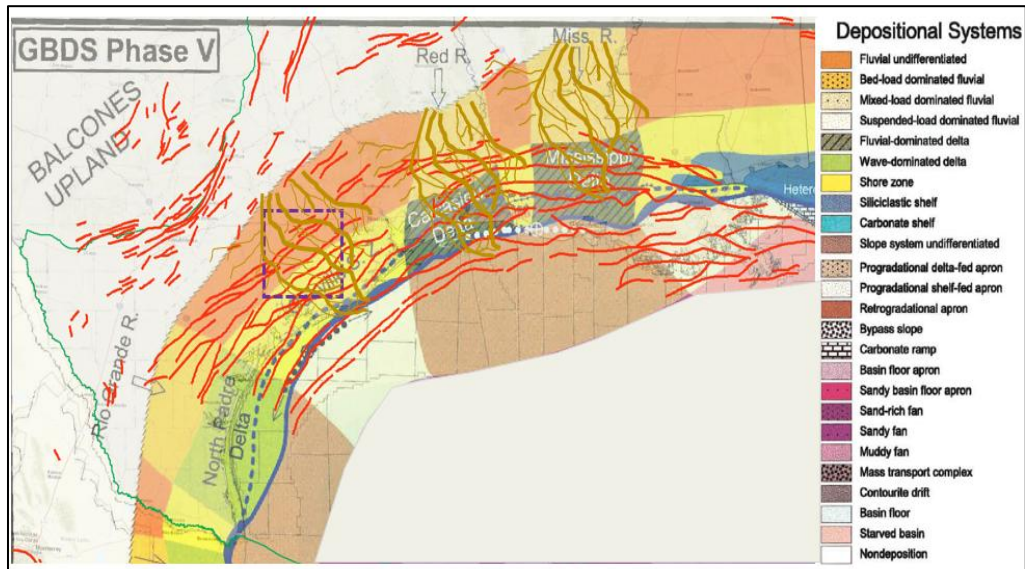 GBDS Phase V
Red R.
Miss. R.
BALCONES
UPLAND
Mississippi
Delta
Rio Grande R.
North Padre
Delta
Depositional Systems
Fluvial undifferentiated
Bed-load dominated fluvial
Mixed-load dominated fluvial
Suspended-load dominated fluvial
Fluvial-dominated delta
Wave-dominated delta
Shore zone
Siliciclastic shelf
Carbonate shelf
Slope system undifferentiated
Progradational delta-fed apron
Progradational shelf-fed apron
Retrogradational apron
Bypass slope
Carbonate ramp
Basin floor apron
Sandy basin floor apron
Sand-rich fan
Sandy fan
Muddy fan
Mass transport complex
Contourite drift
Basin floor
Starved basin
Nondeposition